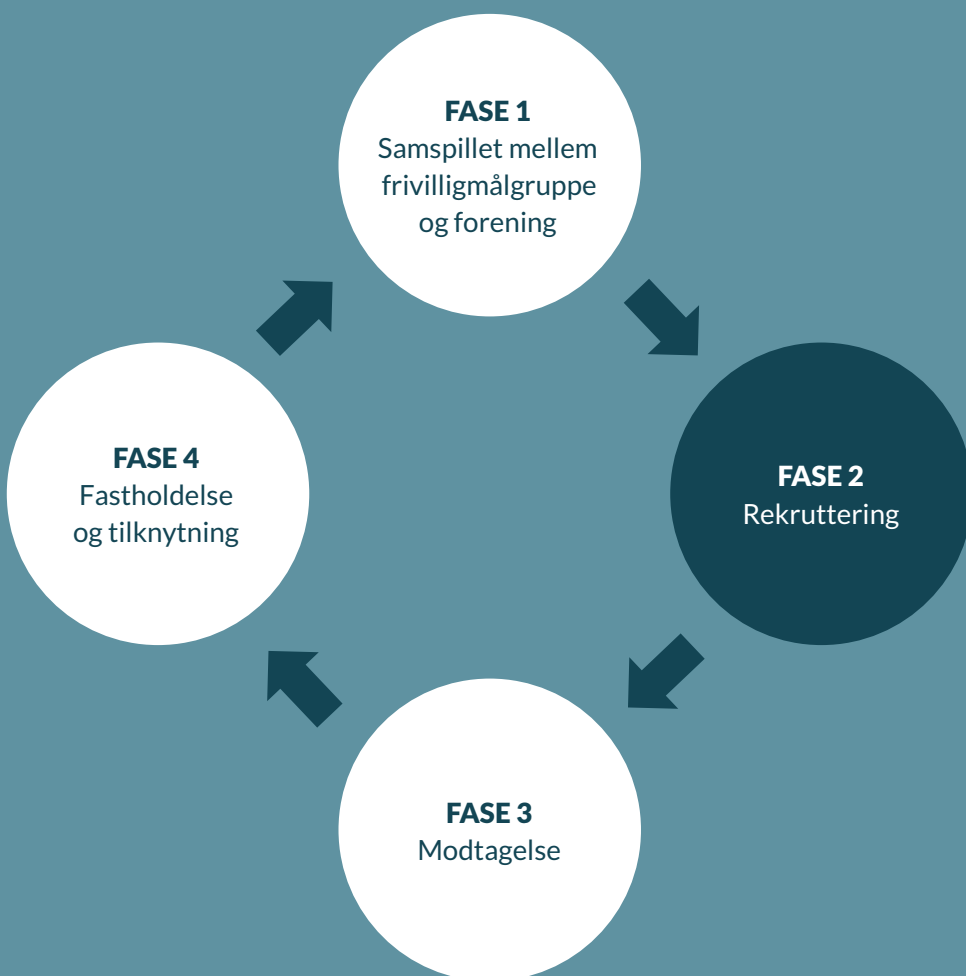 FASE 1
Samspillet mellem
frivilligmålgruppe
og forening
FASE 2
Rekruttering
FASE 3
Modtagelse
FASE 4
Fastholdelse
og tilknytning